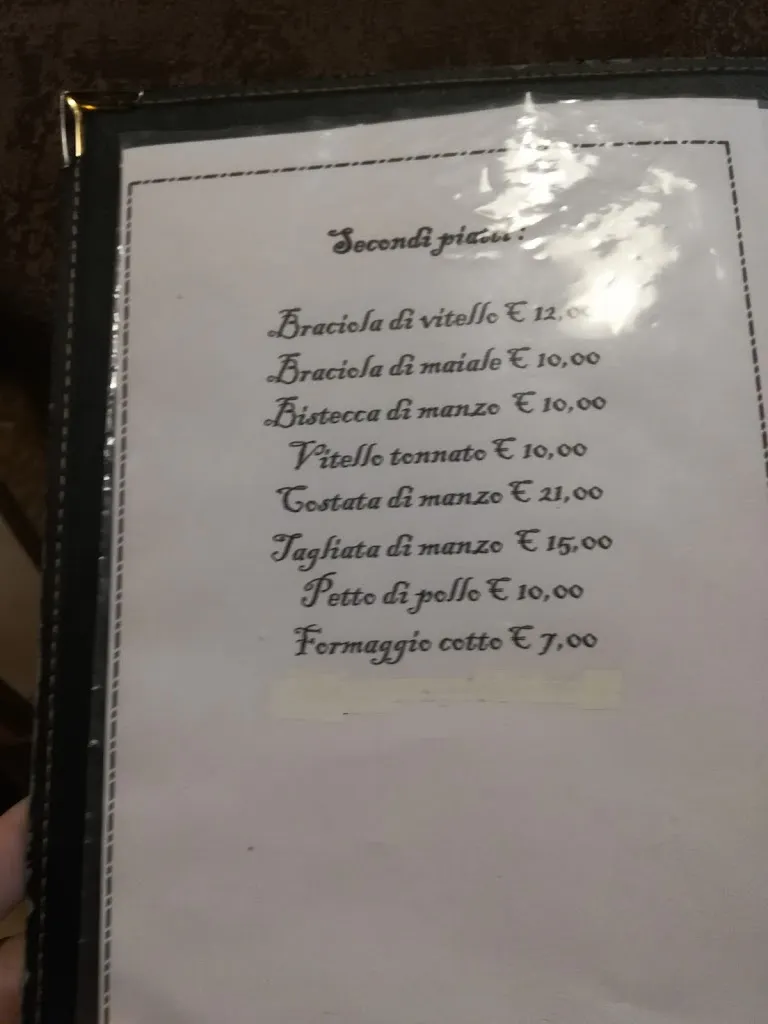 Secondi piatti :
Braciola di vitello € 12,00
Braciola di maiale € 10,00
Bistecca di manzo € 10,00
Vitello tonnato € 10,00
Costata di manzo € 21,00
Tagliata di manzo € 15,00
Petto di pollo € 10,00
Formaggio cotto € 7,00